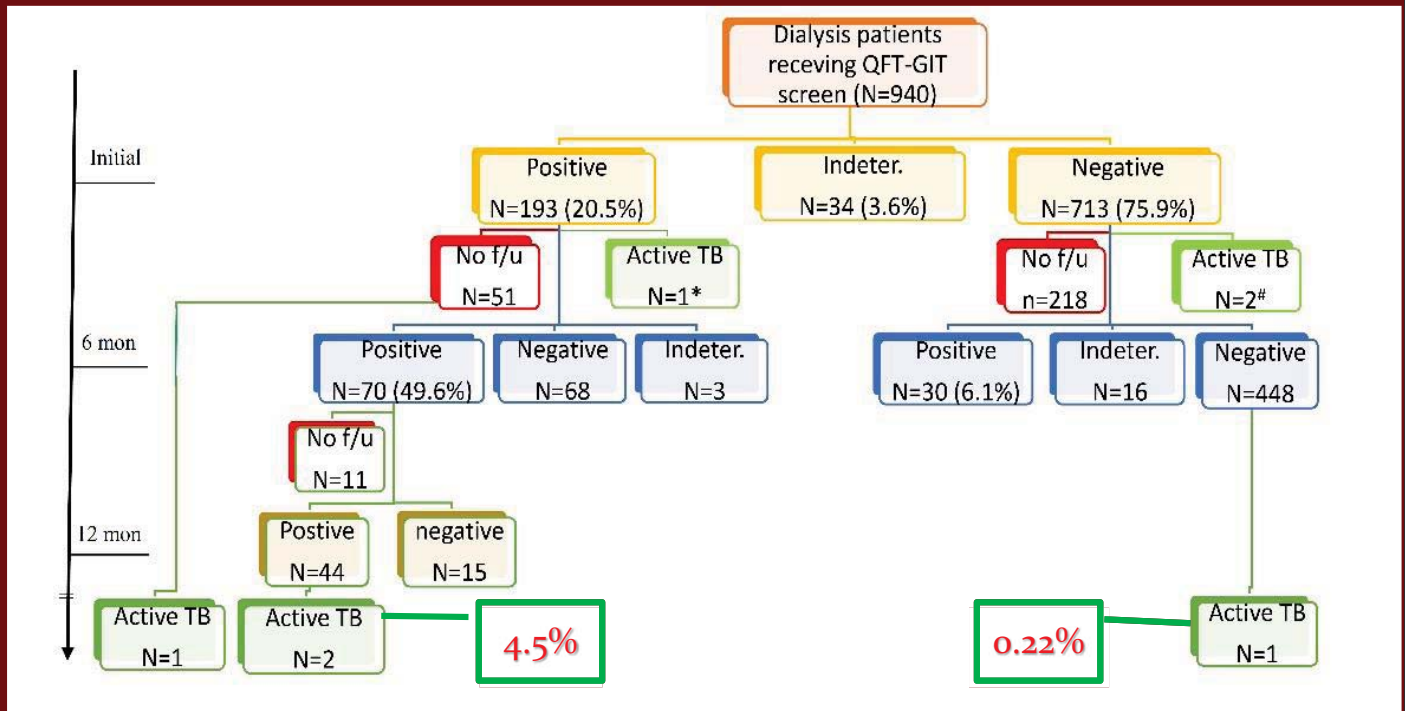 Dialysis patients
receving QFT-GIT
screen (N=940)
Initial
Positive
N=193 (20.5%)
Indeter.
N=34 (3.6%)
Negative
N=713 (75.9%)
No f/u
N=51
Active TB
N=1*
No f/u
n=218
Active TB
N=2#
6 mon
Positive
N=70 (49.6%)
Negative
N=68
Indeter.
N=3
Positive
N=30 (6.1%)
Indeter.
N=16
Negative
N=448
No f/u
N=11
12 mon
Postive
N=44
negative
N=15
Active TB
N=1
Active TB
N=2
4.5%
0.22%
Active TB
N=1